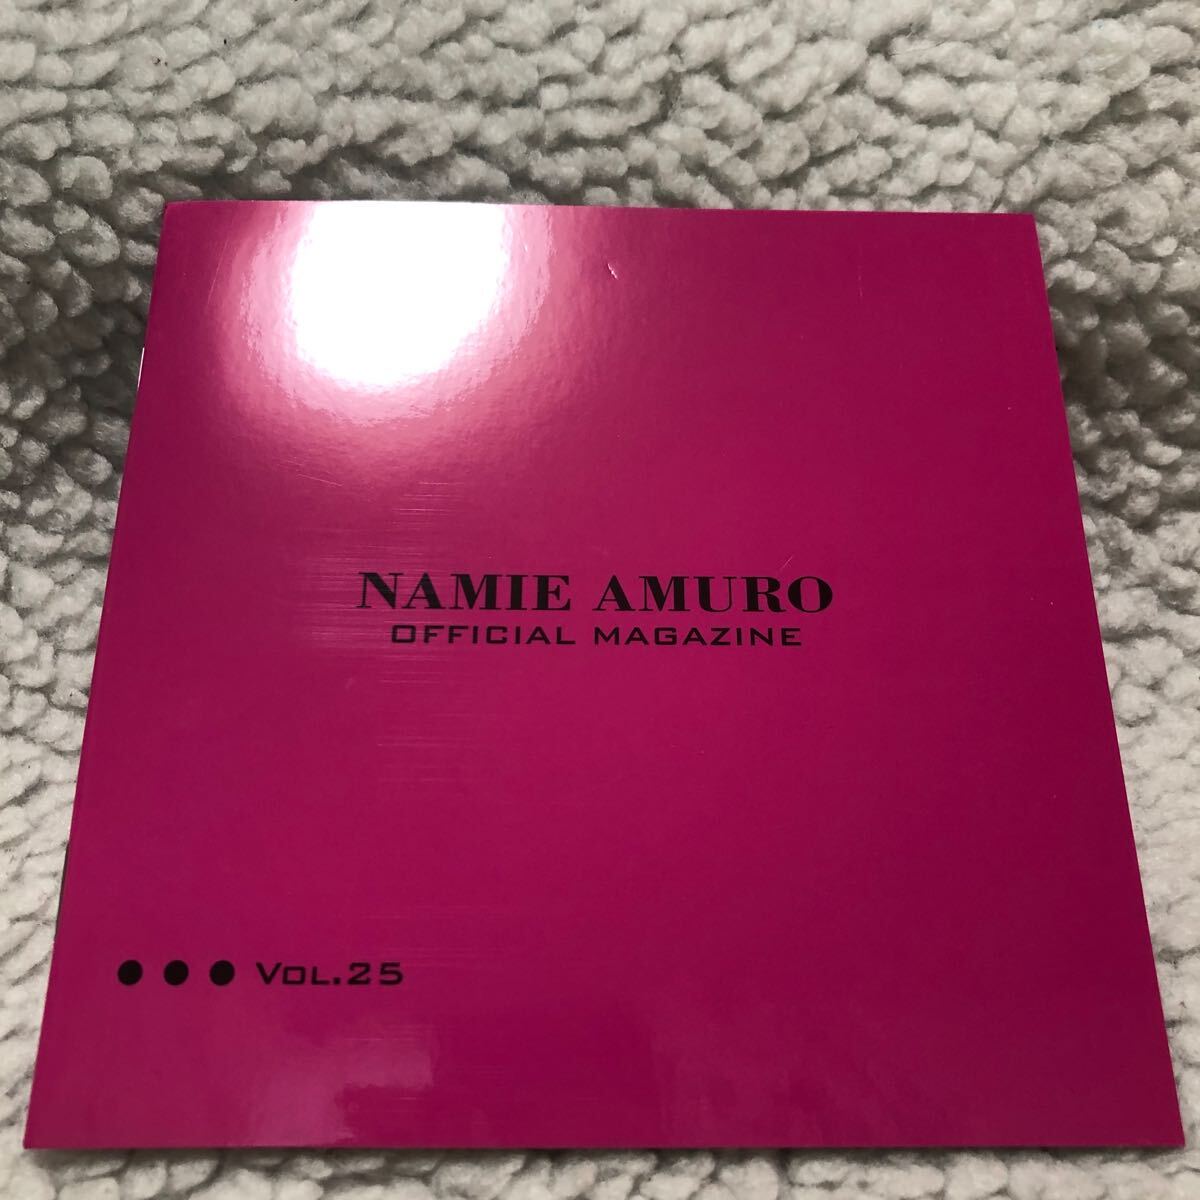 NAMIE AMURO
OFFICIAL MAGAZINE
●●● VOL.25